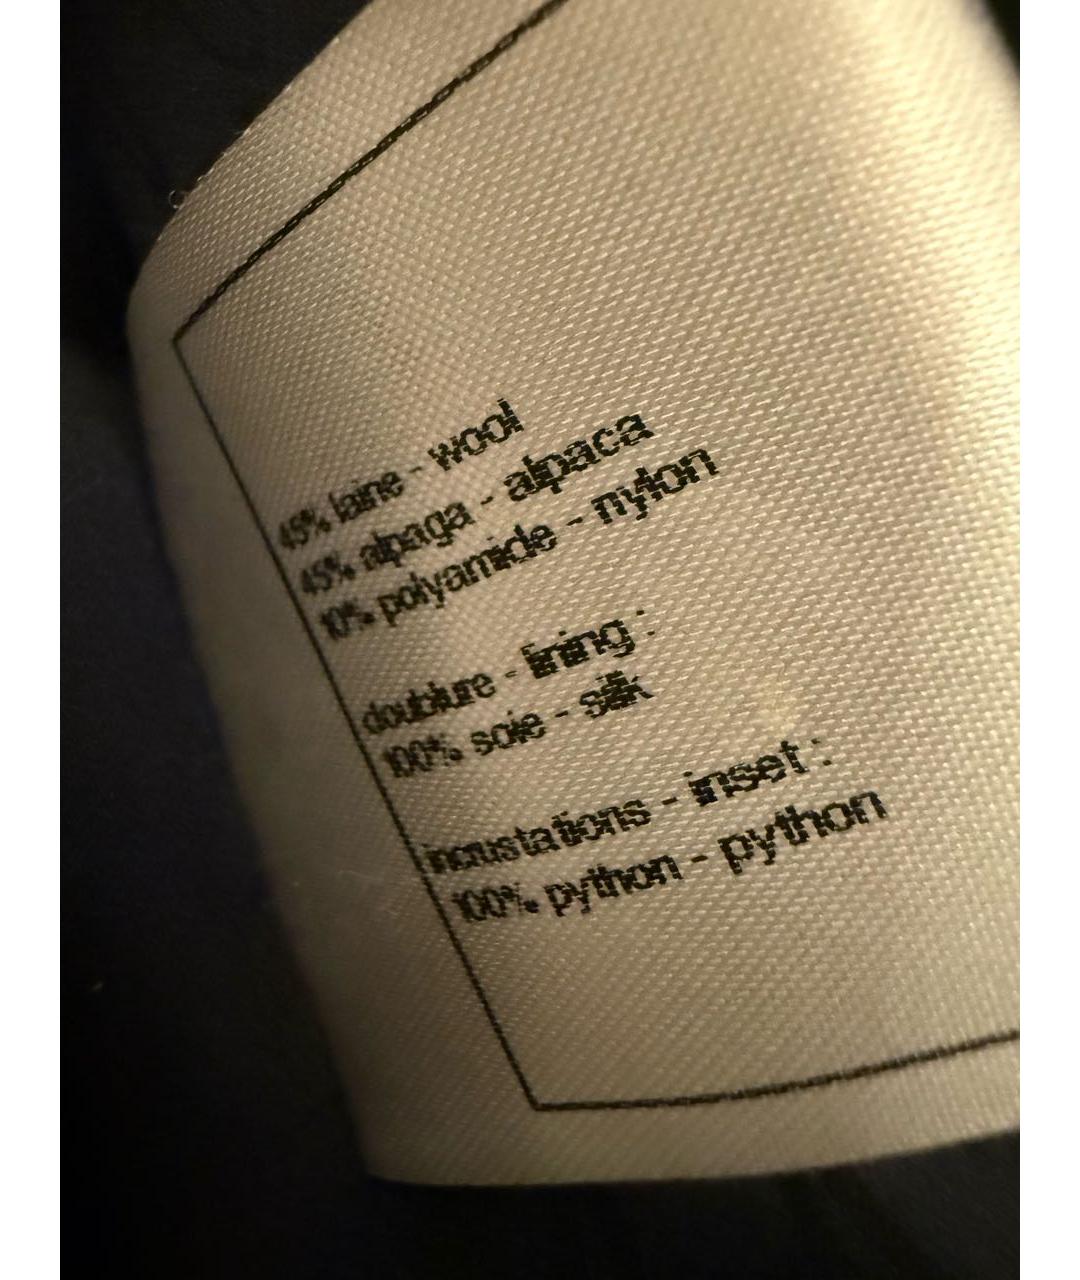 45% laine - wool
45% alpaga - alpaca
10% polyamide - nylon
doublure - lining :
100% soie - silk
incrustations - inset :
100% python - python